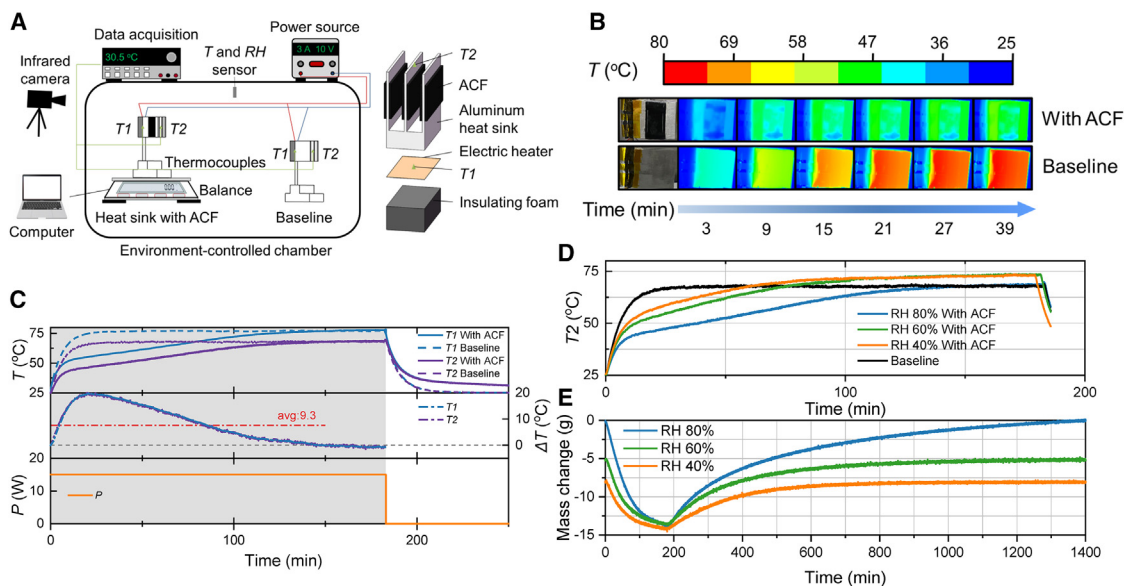 A
Data acquisition
Power source
30.5 °C
3 A 10 V
T and RH
sensor
Infrared
camera
T1
T2
T1
T2
Thermocouples
Balance
Heat sink with ACF
Baseline
Computer
Environment-controlled chamber
T2
ACF
Aluminum
heat sink
Electric heater
T1
Insulating foam
B
80 69 58 47 36 25
T (°C)
With ACF
Baseline
Time (min)
3 9 15 21 27 39
C
75
50
25
T (°C)
T1 With ACF
T1 Baseline
T2 With ACF
T2 Baseline
avg:9.3
T1
T2
20
10
0
ΔT (°C)
20
10
0
P (W)
P
0 100 200
Time (min)
D
75
50
25
T2 (°C)
RH 80% With ACF
RH 60% With ACF
RH 40% With ACF
Baseline
0 100 200
Time (min)
E
0
-5
-10
-15
Mass change (g)
RH 80%
RH 60%
RH 40%
0 200 400 600 800 1000 1200 1400
Time (min)